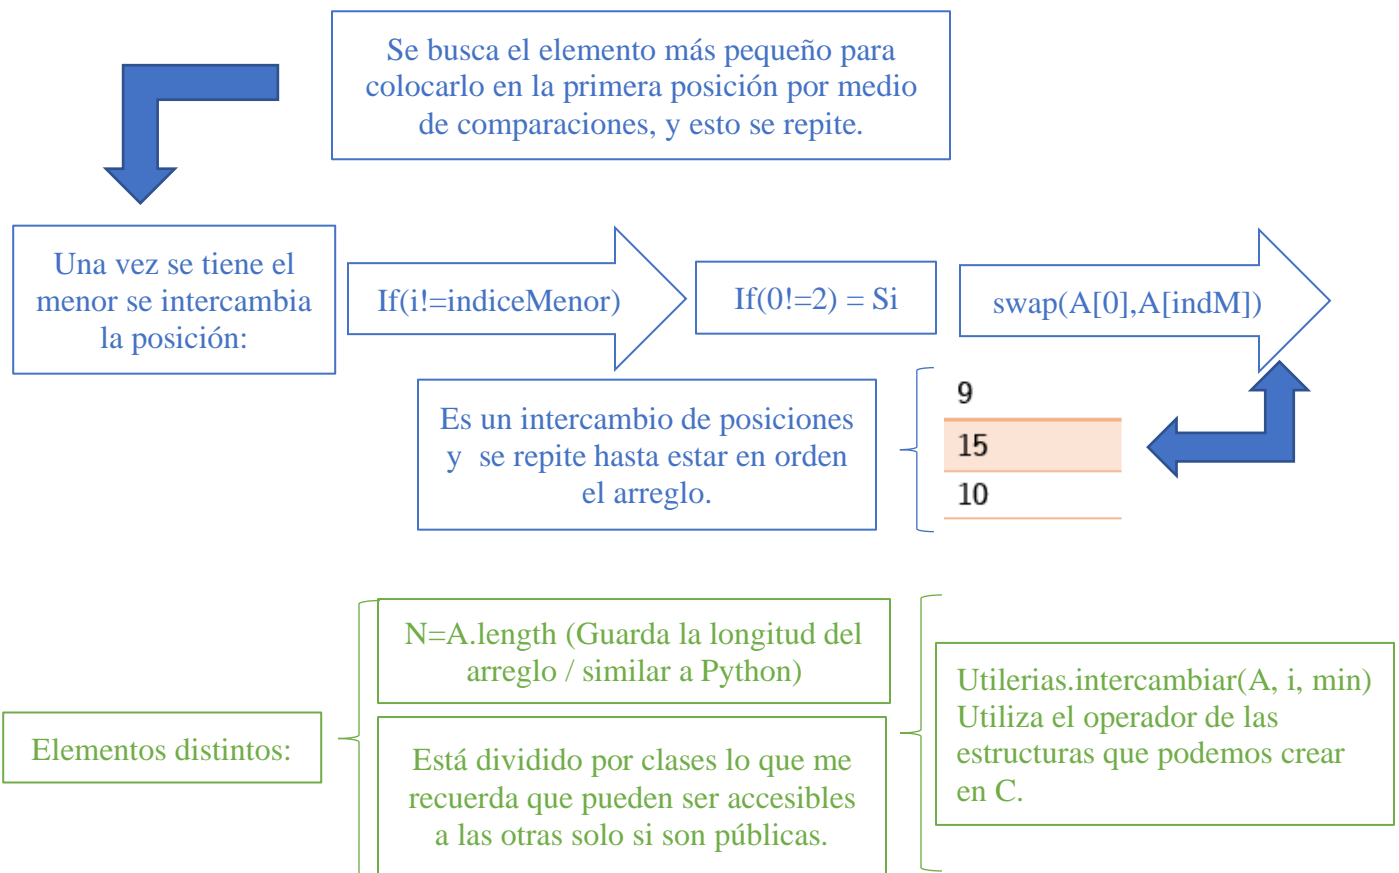 Se busca el elemento más pequeño para
colocarlo en la primera posición por medio
de comparaciones, y esto se repite.
Una vez se tiene el
menor se intercambia
la posición:
If(i!=indiceMenor)
If(0!=2) = Si
swap(A[0],A[indM])
Es un intercambio de posiciones
y se repite hasta estar en orden
el arreglo.
9
15
10
Elementos distintos:
N=A.length (Guarda la longitud del
arreglo / similar a Python)
Está dividido por clases lo que me
recuerda que pueden ser accesibles
a las otras solo si son públicas.
Utilerias.intercambiar(A, i, min)
Utiliza el operador de las
estructuras que podemos crear
en C.